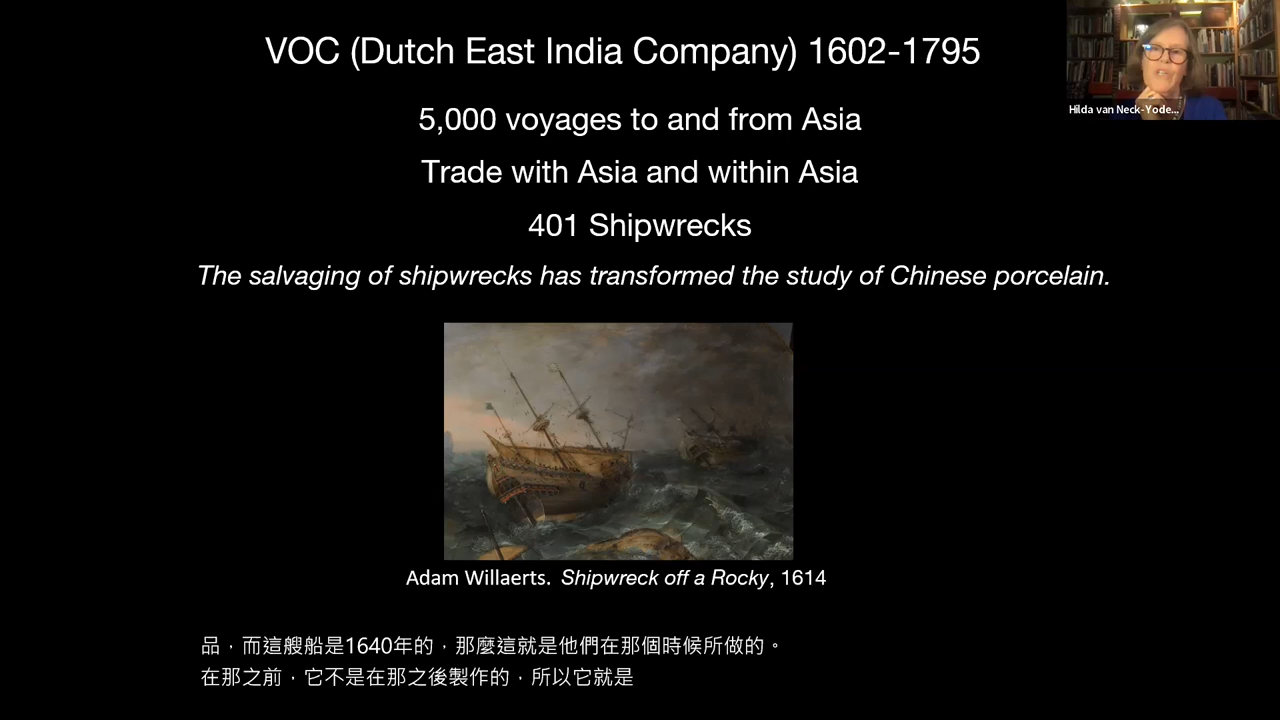 VOC (Dutch East India Company) 1602-1795
5,000 voyages to and from Asia
Trade with Asia and within Asia
401 Shipwrecks
The salvaging of shipwrecks has transformed the study of Chinese porcelain.
Hilda van Neck-Yode...
Adam Willaerts. Shipwreck off a Rocky, 1614
品，而這艘船是1640年的，那麼這就是他們在那個時候所做的。
在那之前，它不是在那之後製作的，所以它就是